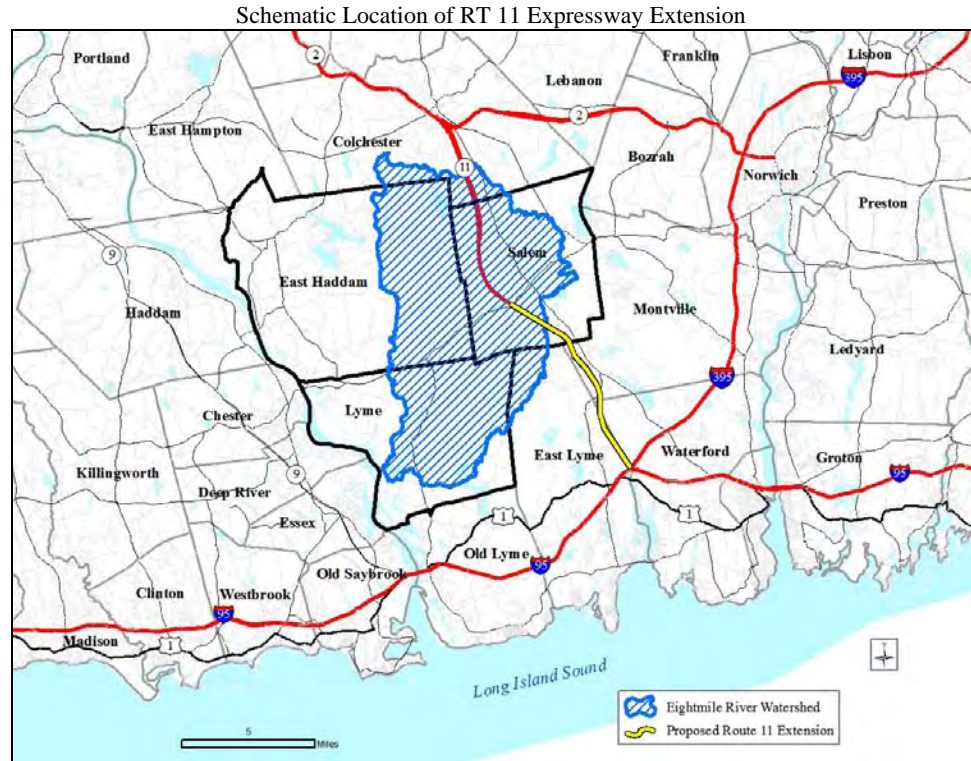 Schematic Location of RT 11 Expressway Extension
Portland
2
Franklin
Lisbon
395
Lebanon
East Hampton
2
Colchester
Bozrah
11
Norwich
Preston
9
Salem
East Haddam
Haddam
Montville
Ledyard
395
Chester
Lyme
East Lyme
Waterford
Groton
Killingworth
9
95
Deep River
1
1
Essex
Old Lyme
95
Old Saybrook
Clinton
Westbrook
95
Madison
1
Long Island Sound
Eightmile River Watershed
Proposed Route 11 Extension
5
Miles